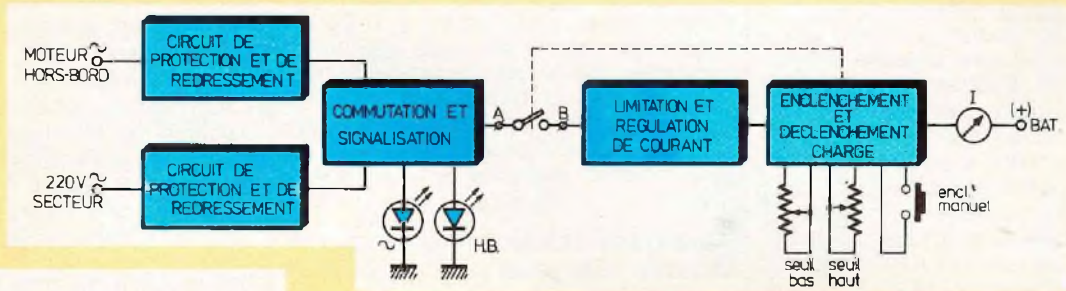 MOTEUR
HORS-BORD
CIRCUIT DE
PROTECTION ET DE
REDRESSEMENT
220V
SECTEUR
CIRCUIT DE
PROTECTION ET DE
REDRESSEMENT
COMMUTATION ET
SIGNALISATION
~
H.B.
A
B
LIMITATION ET
REGULATION
DE COURANT
ENCLENCHEMENT
ET
DECLENCHEMENT
CHARGE
seuil
bas
seuil
haut
encl.t
manuel
I
(+)
BAT.